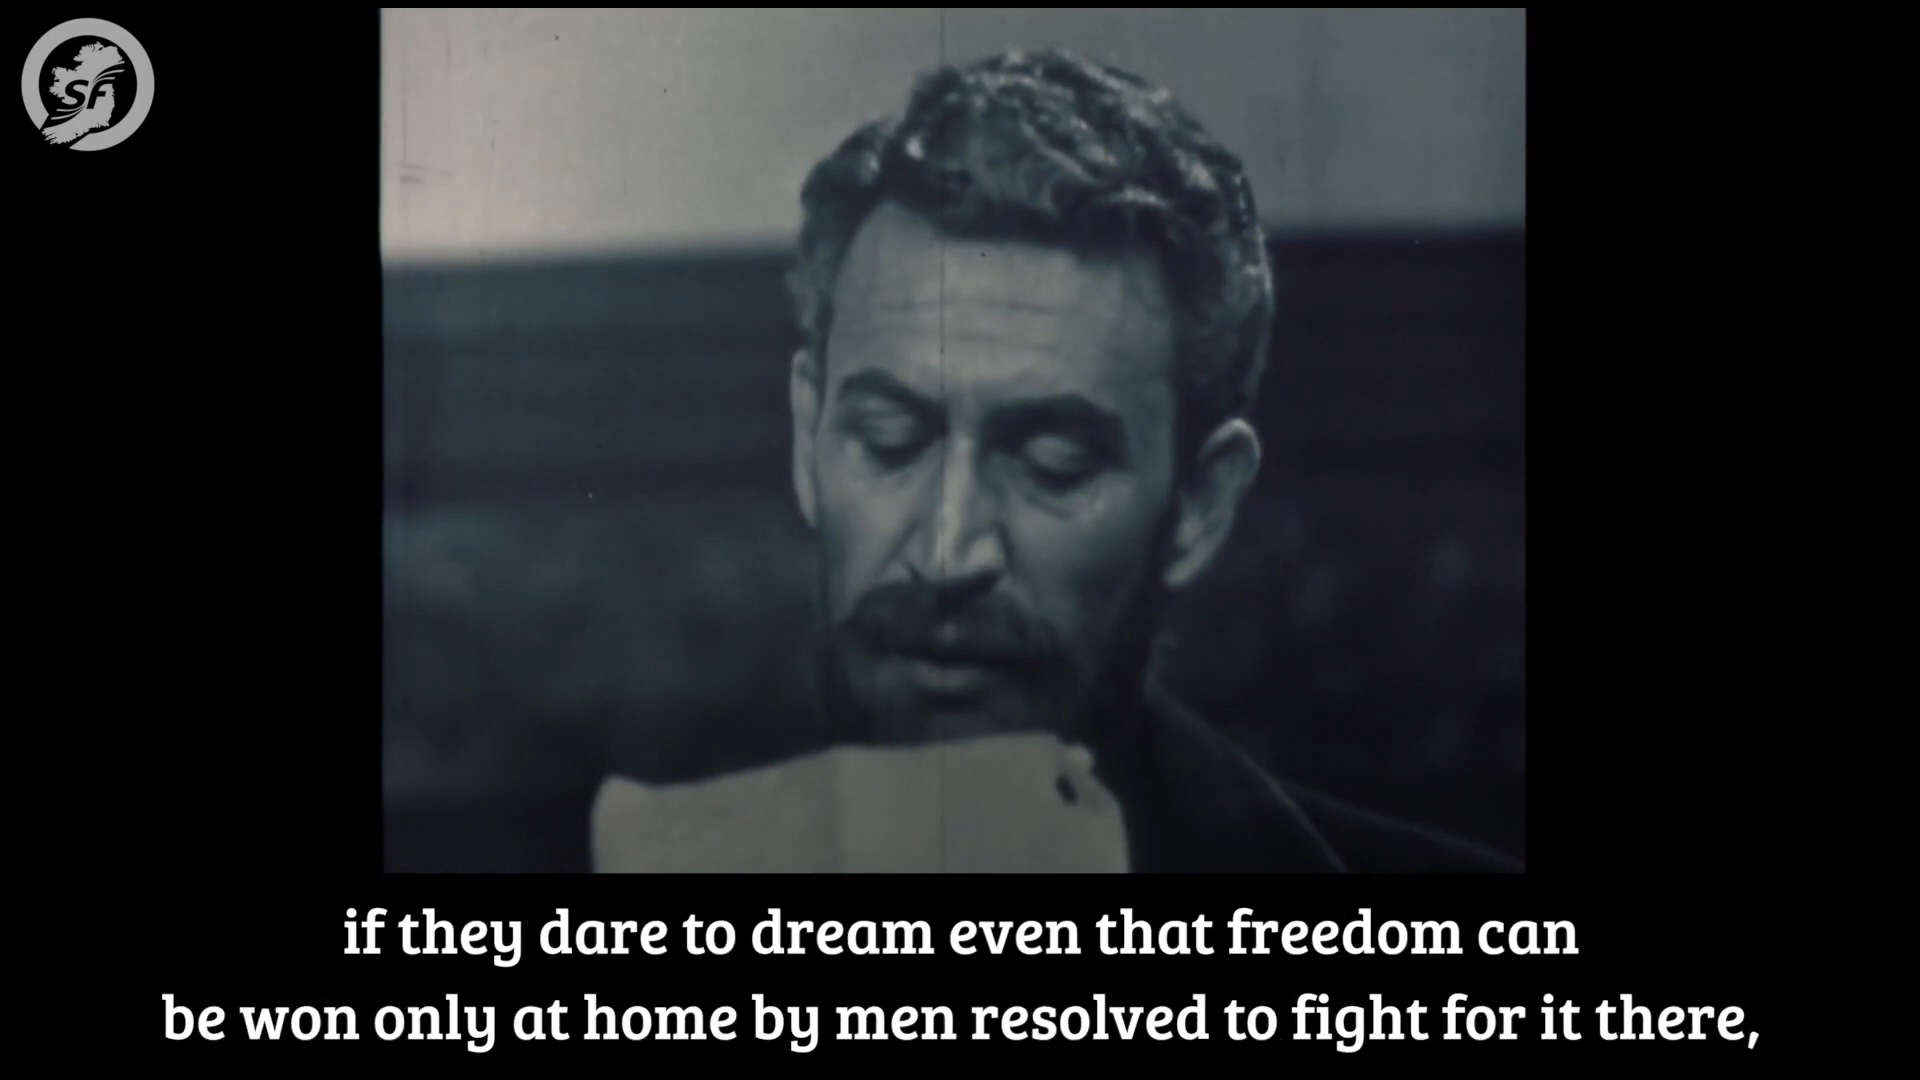 SF
if they dare to dream even that freedom can
be won only at home by men resolved to fight for it there,